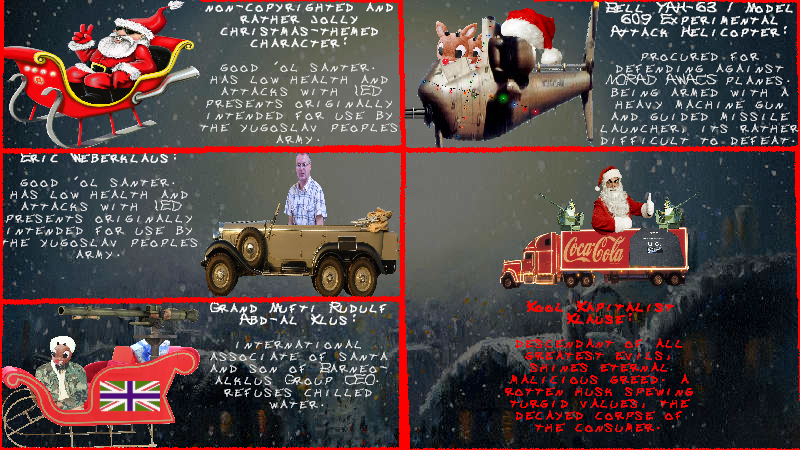 NON-COPYRIGHTED AND
RATHER JOLLY
CHRISTMAS-THEMED
CHARACTER:
GOOD 'OL SANTER.
HAS LOW HEALTH AND
ATTACKS WITH IED
PRESENTS ORIGINALLY
INTENDED FOR USE BY
THE YUGOSLAV PEOPLES
ARMY.
BELL YAH-63 / MODEL
609 EXPERIMENTAL
ATTACK HELICOPTER:
PROCURED FOR
DEFENDING AGAINST
NORAD AWACS PLANES.
BEING ARMED WITH A
HEAVY MACHINE GUN
AND GUIDED MISSILE
LAUNCHER, ITS RATHER
DIFFICULT TO DEFEAT.
ERIC WEBERKLAUS:
GOOD 'OL SANTER.
HAS LOW HEALTH AND
ATTACKS WITH IED
PRESENTS ORIGINALLY
INTENDED FOR USE BY
THE YUGOSLAV PEOPLES
ARMY.
Coca-Cola
KOOL KAPITALIST
KLAUSE:
DESCENDANT OF ALL
GREATEST EVILS,
SHINES ETERNAL
MALICIOUS GREED. A
ROTTEN HUSK SPEWING
TURGID VALUES, THE
DECAYED CORPSE OF
THE CONSUMER.
GRAND MUFTI RUDULF
ABD-AL KLUS:
INTERNATIONAL
ASSOCIATE OF SANTA
AND SON OF BARNEO-
ALKLUS GROUP CEO.
REFUSES CHILLED
WATER.